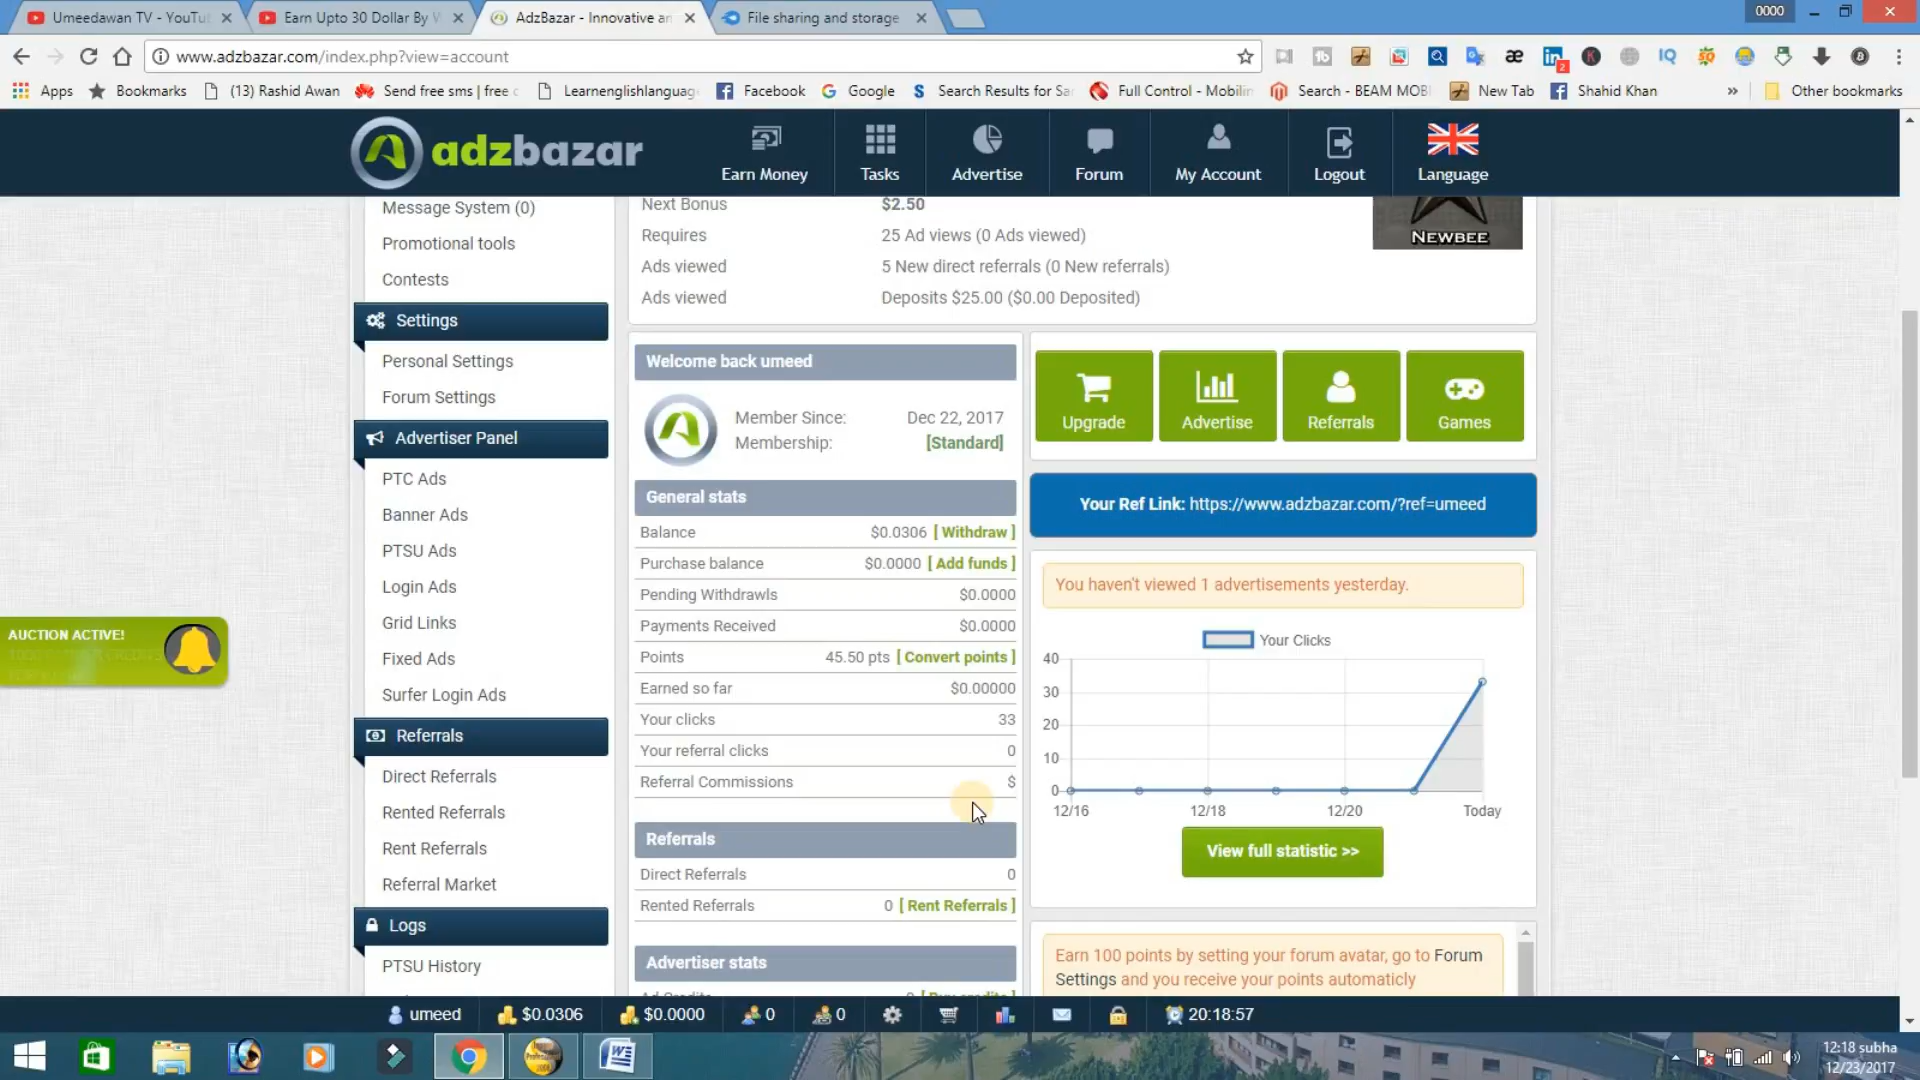 Umeedawan TV - YouTu
Earn Upto 30 Dollar By
AdzBazar - Innovative an
File sharing and storage
0000
www.adzbazar.com/index.php?view=account
Apps
Bookmarks
(13) Rashid Awan
Send free sms | free
Learnenglishlanguag
Facebook
Google
Search Results for Sa
Full Control - Mobilin
Search - BEAM MOB
New Tab
Shahid Khan
»
Other bookmarks
adzbazar
Earn Money
Tasks
Advertise
Forum
My Account
Logout
Language
Message System (0)
Promotional tools
Contests
Settings
Personal Settings
Forum Settings
Advertiser Panel
PTC Ads
Banner Ads
PTSU Ads
Login Ads
Grid Links
Fixed Ads
Surfer Login Ads
Referrals
Direct Referrals
Rented Referrals
Rent Referrals
Referral Market
Logs
PTSU History
AUCTION ACTIVE!
Next Bonus $2.50
Requires 25 Ad views (0 Ads viewed)
Ads viewed 5 New direct referrals (0 New referrals)
Ads viewed Deposits $25.00 ($0.00 Deposited)
NEWBEE
Welcome back umeed
Member Since: Dec 22, 2017
Membership: [Standard]
General stats
Balance $0.0306 [ Withdraw ]
Purchase balance $0.0000 [ Add funds ]
Pending Withdrawls $0.0000
Payments Received $0.0000
Points 45.50 pts [ Convert points ]
Earned so far $0.00000
Your clicks 33
Your referral clicks 0
Referral Commissions $
Referrals
Direct Referrals 0
Rented Referrals 0 [ Rent Referrals ]
Advertiser stats
Upgrade
Advertise
Referrals
Games
Your Ref Link: https://www.adzbazar.com/?ref=umeed
You haven't viewed 1 advertisements yesterday.
Your Clicks
40
30
20
10
0
12/16
12/18
12/20
Today
View full statistic >>
Earn 100 points by setting your forum avatar, go to Forum
Settings and you receive your points automaticly
umeed
$0.0306
$0.0000
0
0
20:18:57
12:18 subha
12/23/2017